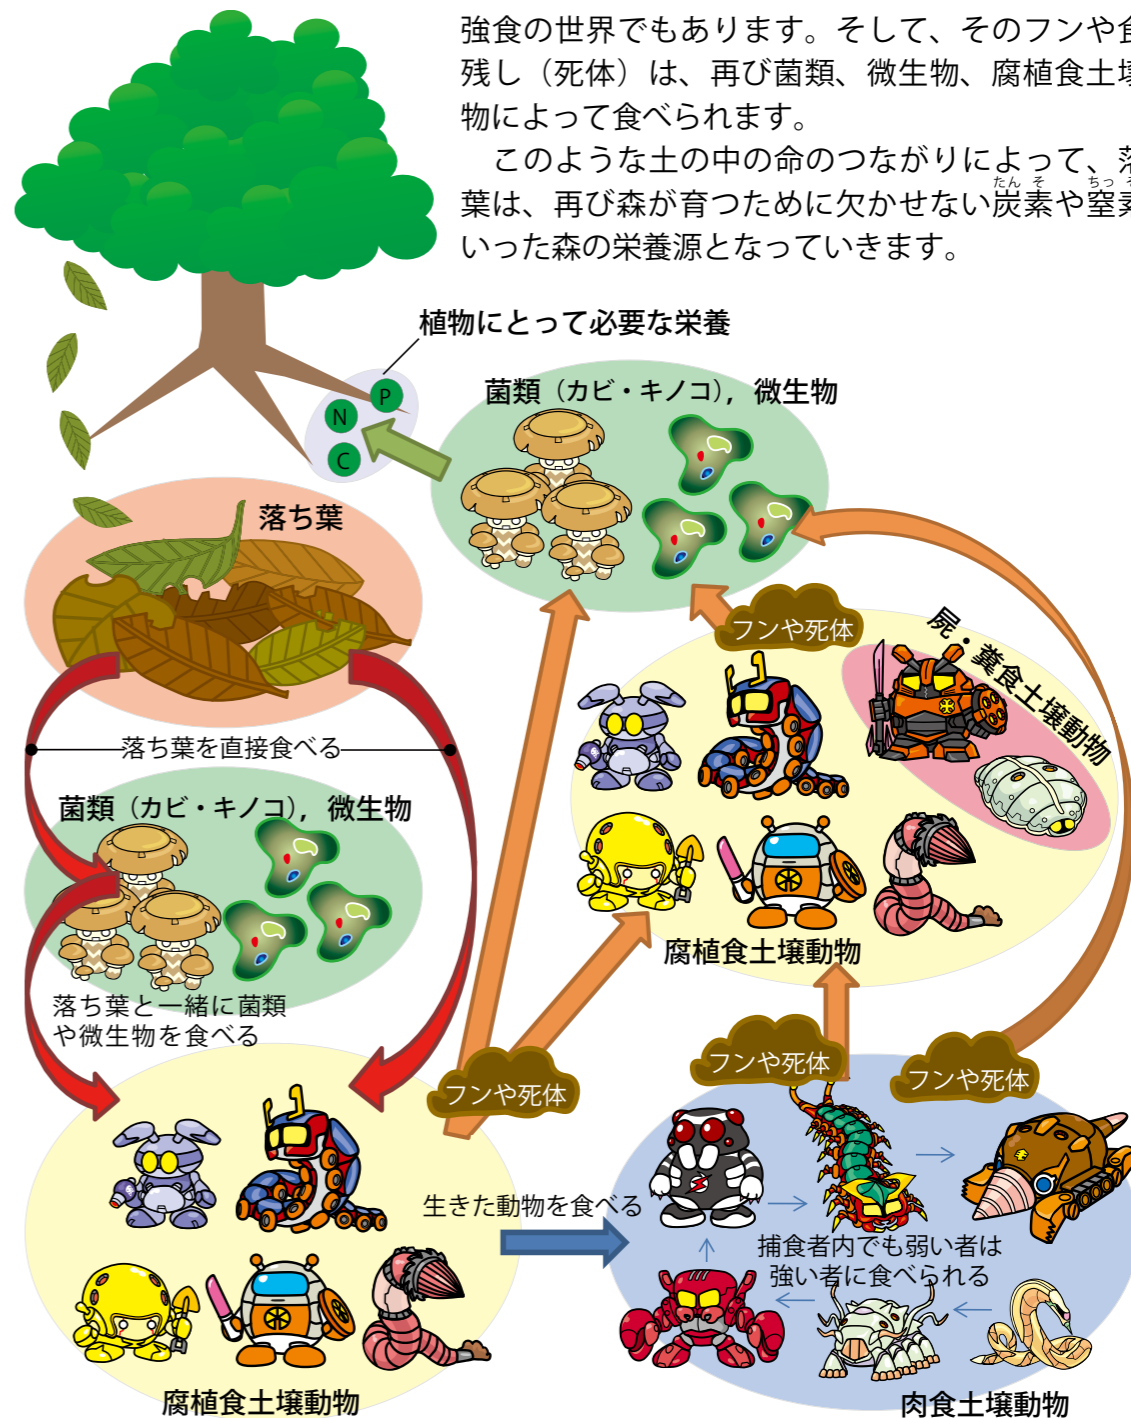 強食の世界でもあります。そして、そのフンや食
残し（死体）は、再び菌類、微生物、腐植食土壌
物によって食べられます。
　このような土の中の命のつながりによって、落
葉は、再び森が育つために欠かせない炭素や窒素
いった森の栄養源となっていきます。
植物にとって必要な栄養
菌類（カビ・キノコ），微生物
P
N
C
落ち葉
フンや死体
屍・糞食土壌動物
落ち葉を直接食べる
菌類（カビ・キノコ），微生物
腐植食土壌動物
落ち葉と一緒に菌類
や微生物を食べる
フンや死体
フンや死体
フンや死体
生きた動物を食べる
捕食者内でも弱い者は
強い者に食べられる
腐植食土壌動物
肉食土壌動物